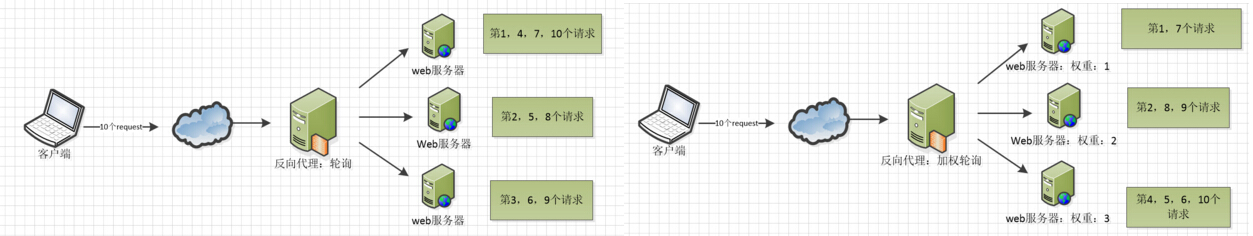 第1，4，7，10个请求
web服务器
10个request
客户端
第2，5，8个请求
Web服务器
反向代理：轮询
第3，6，9个请求
web服务器
第1，7个请求
web服务器：权重：1
10个request
客户端
第2，8，9个请求
Web服务器：权重：2
反向代理：加权轮询
第4，5，6，10个
请求
web服务器：权重：3